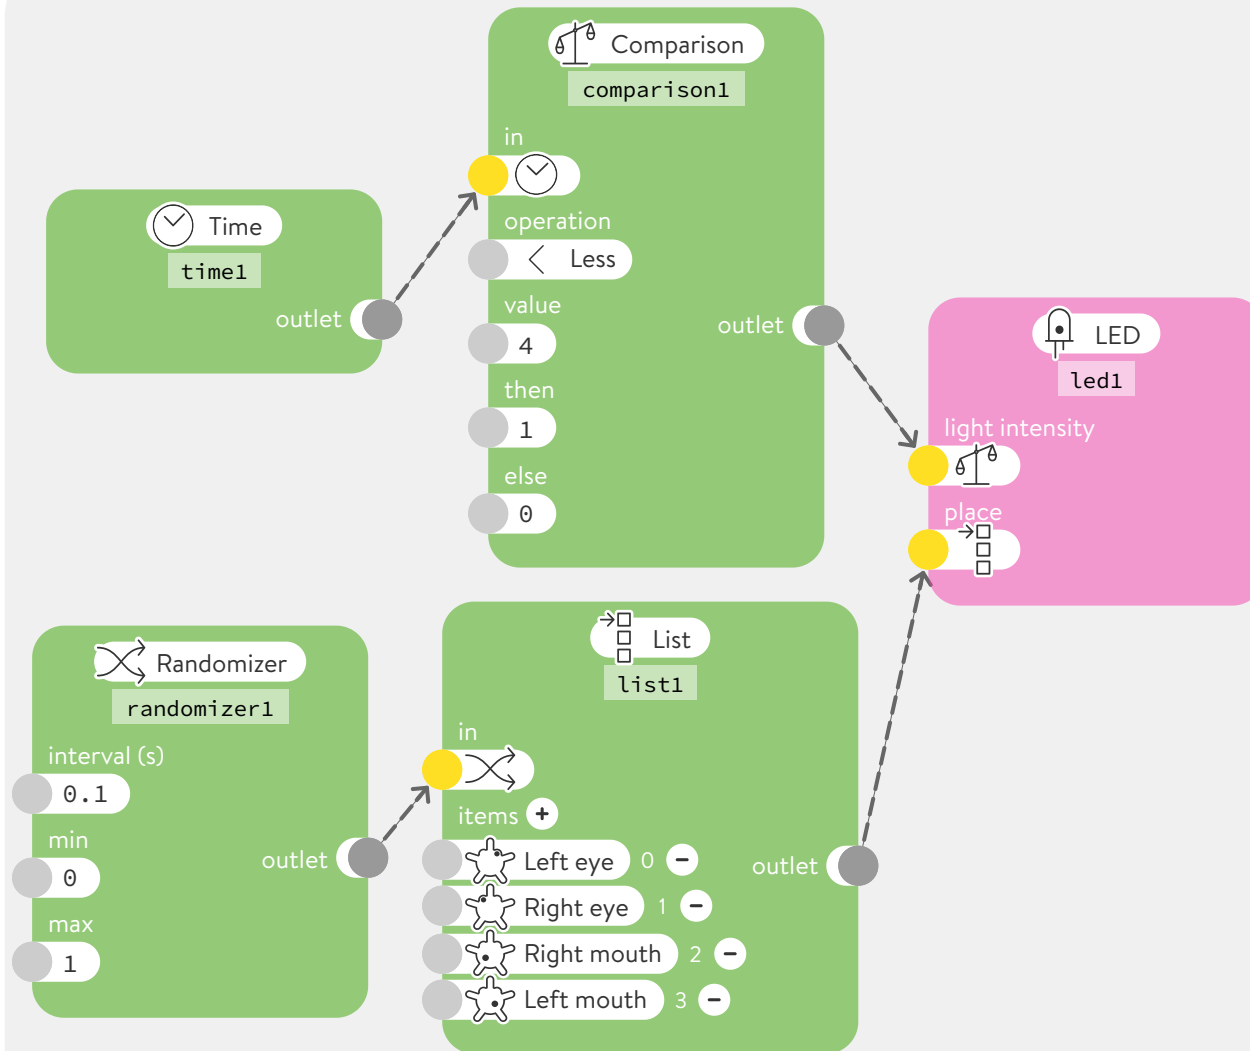 Comparison
comparison1
in
operation
Less
value
4
then
1
else
0
outlet
Time
time1
outlet
LED
led1
light intensity
place
Randomizer
randomizer1
interval (s)
0.1
min
0
max
1
outlet
List
list1
in
items +
Left eye 0 −
Right eye 1 −
Right mouth 2 −
Left mouth 3 −
outlet